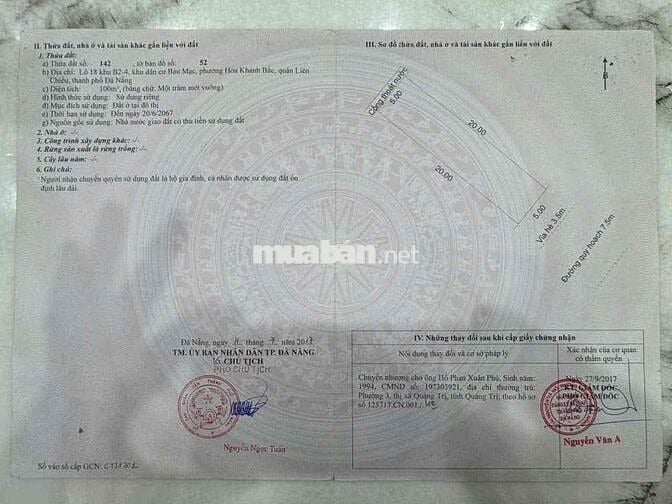 II. Thửa đất, nhà ở và tài sản khác gắn liền với đất
1. Thửa đất:
a) Thửa đất số: 142, tờ bản đồ số: 52
b) Địa chỉ: Lô 18 khu B2-4, khu dân cư Bàu Mạc, phường Hòa Khánh Bắc, quận Liên
Chiểu, thành phố Đà Nẵng
c) Diện tích: 100m², (bằng chữ: Một trăm mét vuông)
d) Hình thức sử dụng: Sử dụng riêng
đ) Mục đích sử dụng: Đất ở tại đô thị
e) Thời hạn sử dụng: Đến ngày 20/6/2067
g) Nguồn gốc sử dụng: Nhà nước giao đất có thu tiền sử dụng đất
2. Nhà ở: -/-
3. Công trình xây dựng khác: -/-
4. Rừng sản xuất là rừng trồng: -/-
5. Cây lâu năm: -/-
6. Ghi chú:
Người nhận chuyển quyền sử dụng đất là hộ gia đình, cá nhân được sử dụng đất ổn
định lâu dài.
Đà Nẵng, ngày tháng 7 năm 2017
TM. ỦY BAN NHÂN DÂN TP. ĐÀ NẴNG
CHỦ TỊCH
PHÓ CHỦ TỊCH
Nguyễn Ngọc Tuấn
Số vào sổ cấp GCN:
III. Sơ đồ thửa đất, nhà ở và tài sản khác gắn liền với đất
B
Cống thoát nước
5.00
20.00
20.00
5.00
Vỉa hè 3.5m
Đường quy hoạch 7.5m
muaban.net
IV. Những thay đổi sau khi cấp giấy chứng nhận
Nội dung thay đổi và cơ sở pháp lý
Xác nhận của cơ quan
có thẩm quyền
Chuyển nhượng cho ông Hồ Phan Xuân Phú, Sinh năm:
1994, CMND số: 197303921, địa chỉ thường trú:
Phường 3, thị xã Quảng Trị, tỉnh Quảng Trị; theo hồ sơ
số 125717.CN.001
Ngày 27/9/2017
KT. GIÁM ĐỐC
PHÓ GIÁM ĐỐC
Nguyễn Văn A